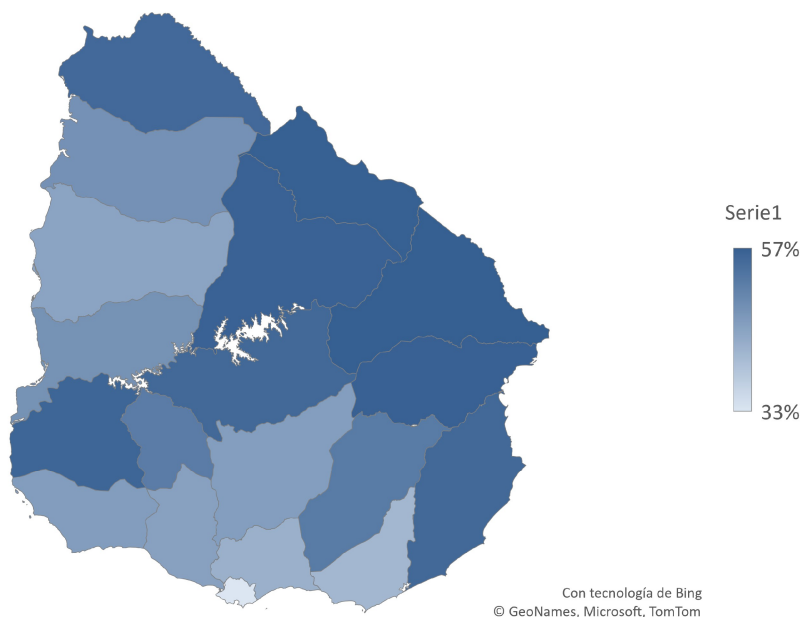 Serie1
57%
33%
Con tecnología de Bing
© GeoNames, Microsoft, TomTom